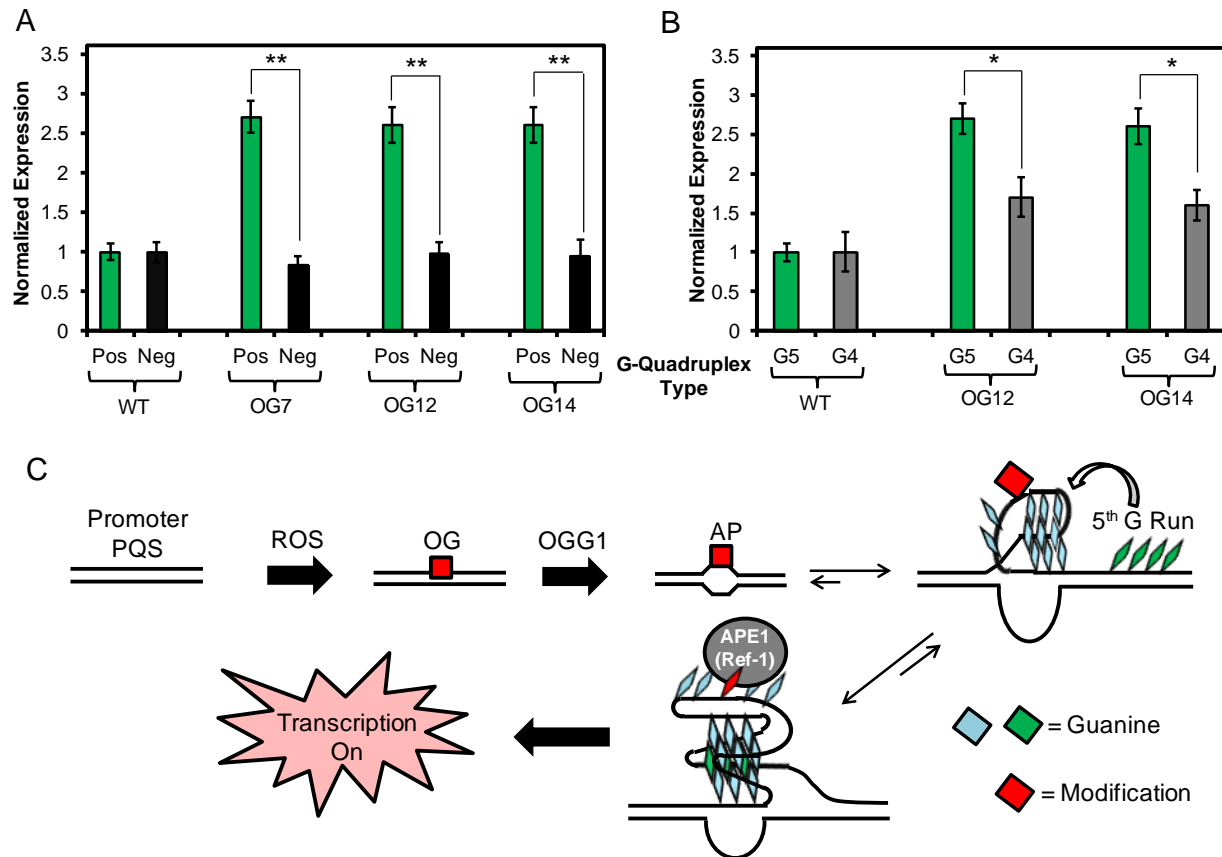 A
Normalized Expression
3.5
3
2.5
2
1.5
1
0.5
0
** ** **
Pos Neg Pos Neg Pos Neg Pos Neg
WT OG7 OG12 OG14
B
Normalized Expression
3.5
3
2.5
2
1.5
1
0.5
0
* *
G-Quadruplex
Type
G5 G4 G5 G4 G5 G4
WT OG12 OG14
C
Promoter
PQS
ROS
OG
OGG1
AP
5th G Run
APE1
(Ref-1)
Transcription
On
= Guanine
= Modification